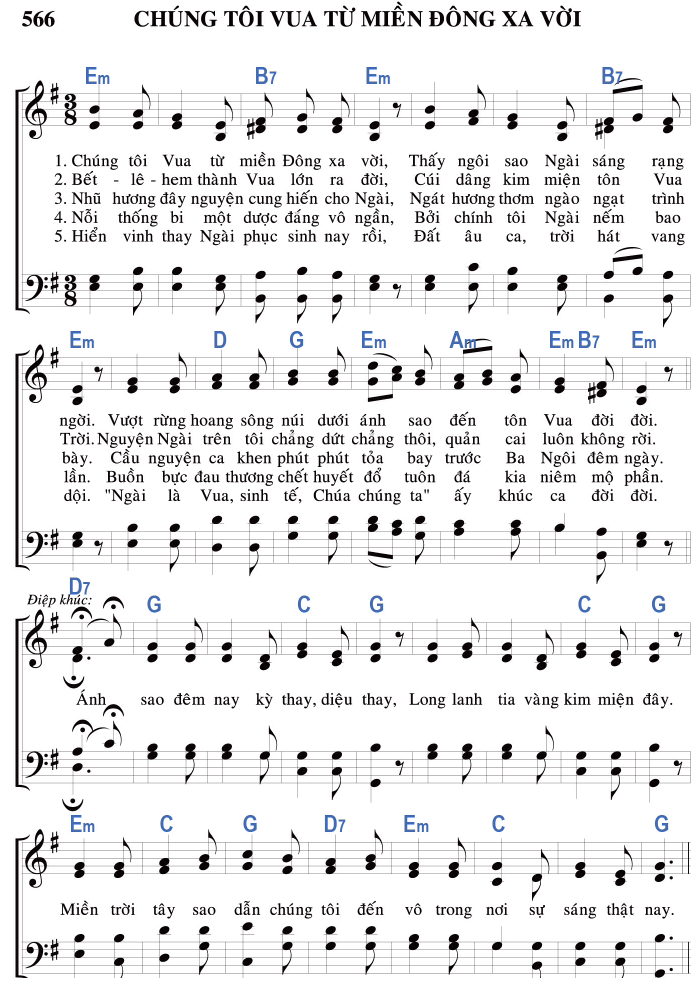 566 CHÚNG TÔI VUA TỪ MIỀN ĐÔNG XA VỜI
Em B7 Em B7
1. Chúng tôi Vua từ miền Đông xa vời, Thấy ngôi sao Ngài sáng rạng
2. Bết - lê - hem thành Vua lớn ra đời, Cúi dâng kim miện tôn Vua
3. Nhũ hương đây nguyện cung hiến cho Ngài, Ngát hương thơm ngào ngạt trình
4. Nỗi thống bi một dược đáng vô ngần, Bởi chính tôi Ngài nếm bao
5. Hiển vinh thay Ngài phục sinh nay rồi, Đất âu ca, trời hát vang
Em D G Em Am Em B7 Em
ngời. Vượt rừng hoang sông núi dưới ánh sao đến tôn Vua đời đời.
Trời. Nguyện Ngài trên tôi chẳng dứt chẳng thôi, quản cai luôn không rời.
bày. Cầu nguyện ca khen phút phút tỏa bay trước Ba Ngôi đêm ngày.
lần. Buồn bực đau thương chết huyết đổ tuôn đá kia niêm mộ phần.
dội. "Ngài là Vua, sinh tế, Chúa chúng ta" ấy khúc ca đời đời.
D7 G C G C G
Điệp khúc:
Ánh sao đêm nay kỳ thay, diệu thay, Long lanh tia vàng kim miện đây.
Em C G D7 Em C G
Miền trời tây sao dẫn chúng tôi đến vô trong nơi sự sáng thật nay.